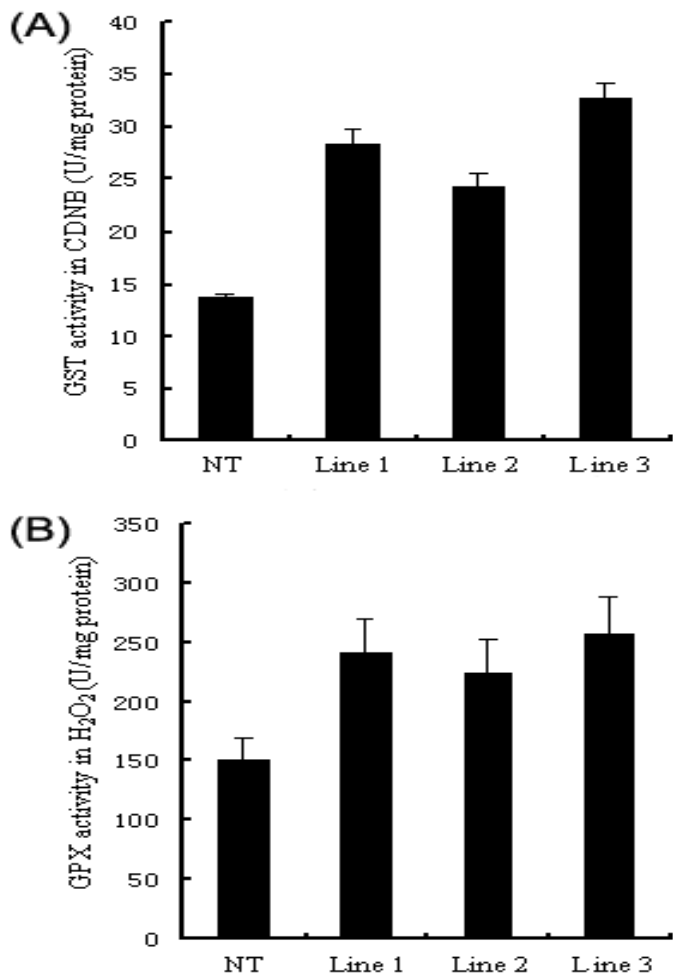 (A)
GST activity in CDNB (U/mg protein)
40
35
30
25
20
15
10
5
0
NT Line 1 Line 2 Line 3
(B)
GPX activity in H₂O₂ (U/mg protein)
350
300
250
200
150
100
50
0
NT Line 1 Line 2 Line 3